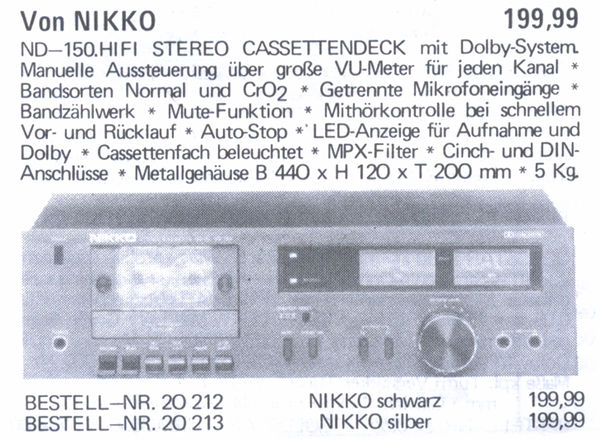 Von NIKKO 199,99
ND-150.HIFI STEREO CASSETTENDECK mit Dolby-System.
Manuelle Aussteuerung über große VU-Meter für jeden Kanal *
Bandsorten Normal und CrO2 * Getrennte Mikrofoneingänge *
Bandzählwerk * Mute-Funktion * Mithörkontrolle bei schnellem
Vor- und Rücklauf * Auto-Stop * LED-Anzeige für Aufnahme und
Dolby * Cassettenfach beleuchtet * MPX-Filter * Cinch- und DIN-
Anschlüsse * Metallgehäuse B 440 x H 120 x T 200 mm * 5 Kg.
NIKKO
BESTELL-NR. 20 212 NIKKO schwarz 199,99
BESTELL-NR. 20 213 NIKKO silber 199,99